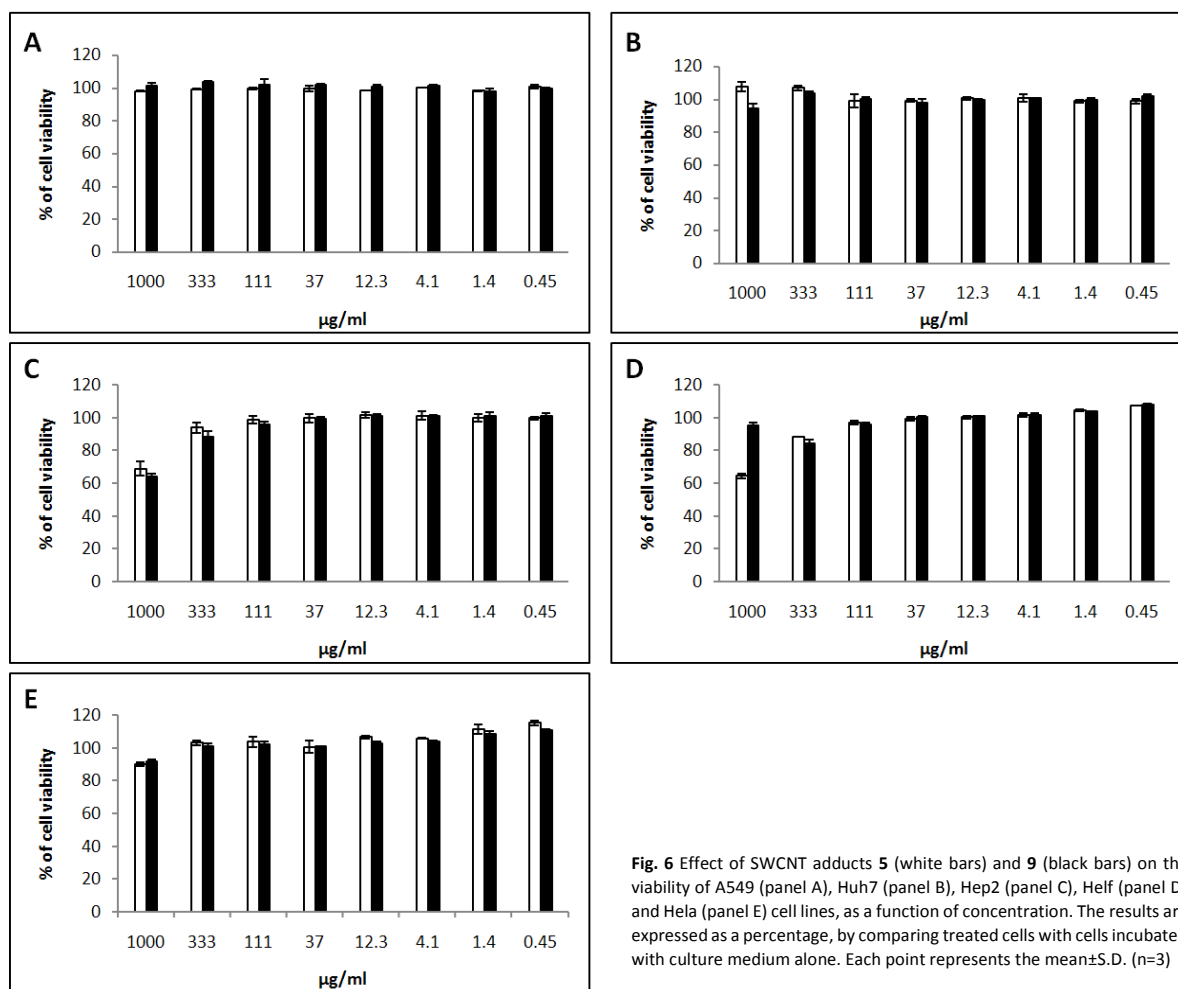 A
% of cell viability
120
100
80
60
40
20
0
1000 333 111 37 12.3 4.1 1.4 0.45
µg/ml
B
% of cell viability
120
100
80
60
40
20
0
1000 333 111 37 12.3 4.1 1.4 0.45
µg/ml
C
% of cell viability
120
100
80
60
40
20
0
1000 333 111 37 12.3 4.1 1.4 0.45
µg/ml
D
% of cell viability
120
100
80
60
40
20
0
1000 333 111 37 12.3 4.1 1.4 0.45
µg/ml
E
% of cell viability
120
100
80
60
40
20
0
1000 333 111 37 12.3 4.1 1.4 0.45
µg/ml
Fig. 6 Effect of SWCNT adducts 5 (white bars) and 9 (black bars) on th
viability of A549 (panel A), Huh7 (panel B), Hep2 (panel C), Helf (panel D
and Hela (panel E) cell lines, as a function of concentration. The results ar
expressed as a percentage, by comparing treated cells with cells incubate
with culture medium alone. Each point represents the mean±S.D. (n=3)